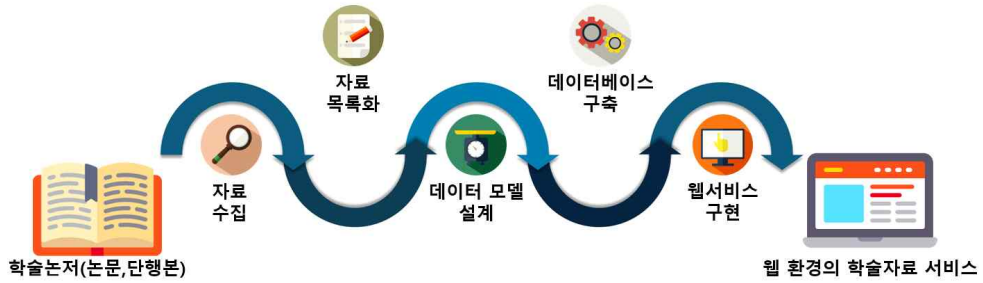 자료
목록화
데이터베이스
구축
자료
수집
데이터 모델
설계
웹서비스
구현
학술논저(논문,단행본)
웹 환경의 학술자료 서비스